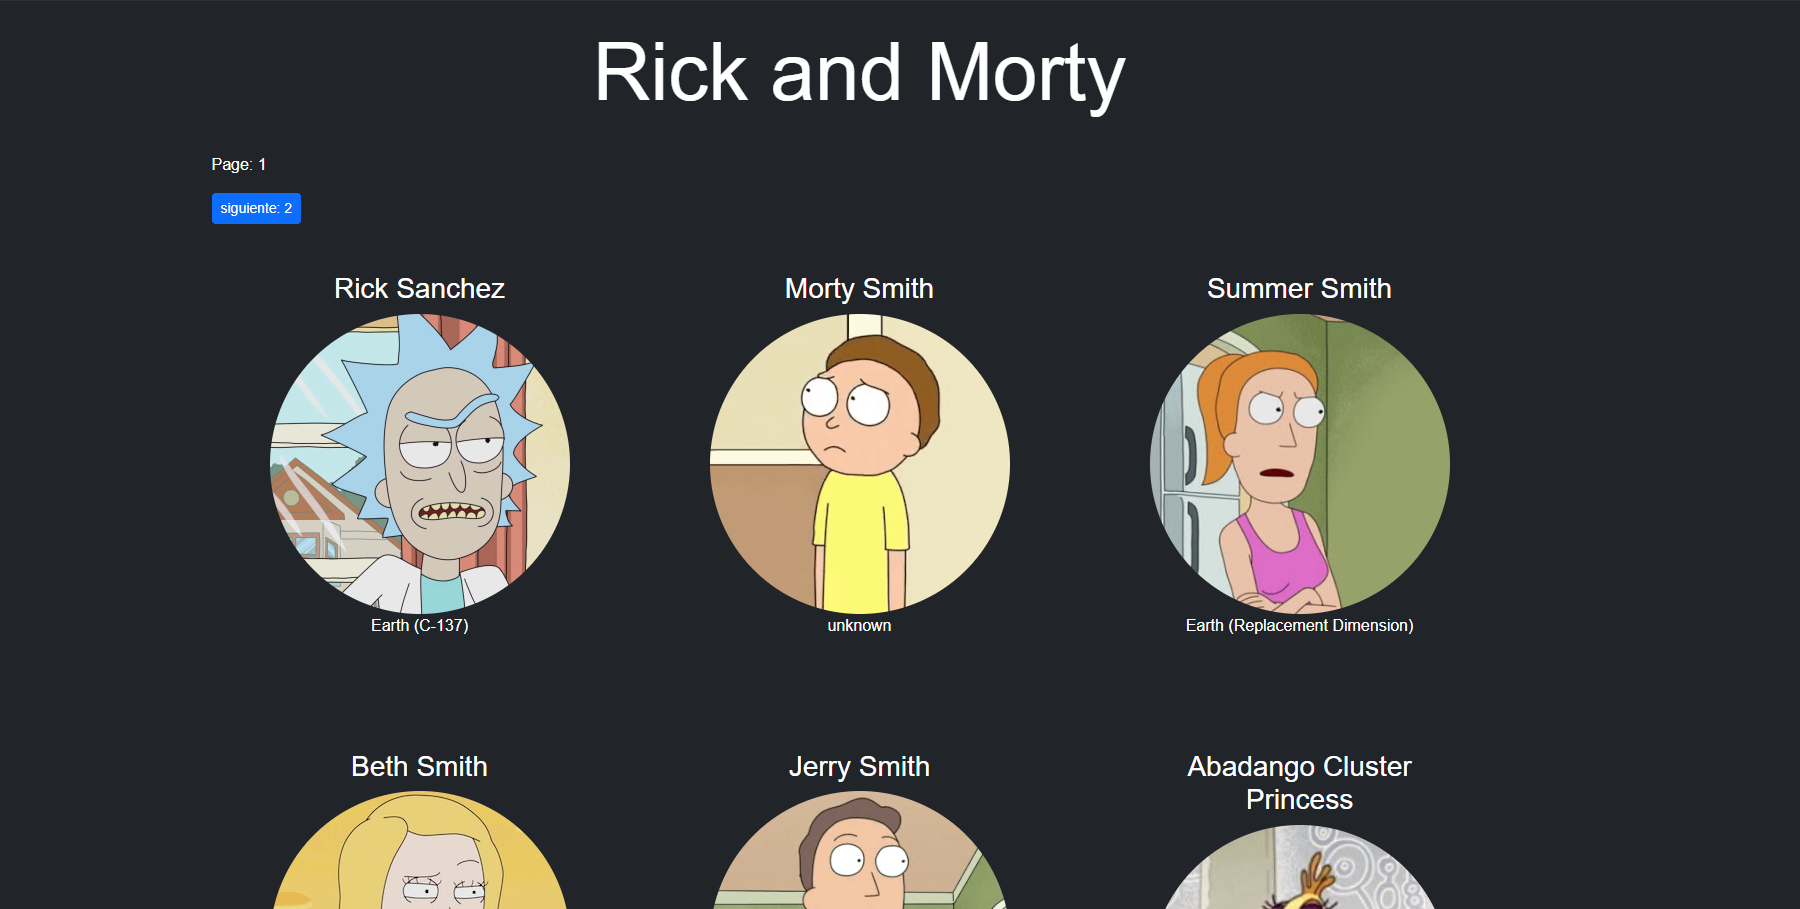 Rick and Morty
Page: 1
siguiente: 2
Rick Sanchez
Morty Smith
Summer Smith
Earth (C-137)
unknown
Earth (Replacement Dimension)
Beth Smith
Jerry Smith
Abadango Cluster
Princess